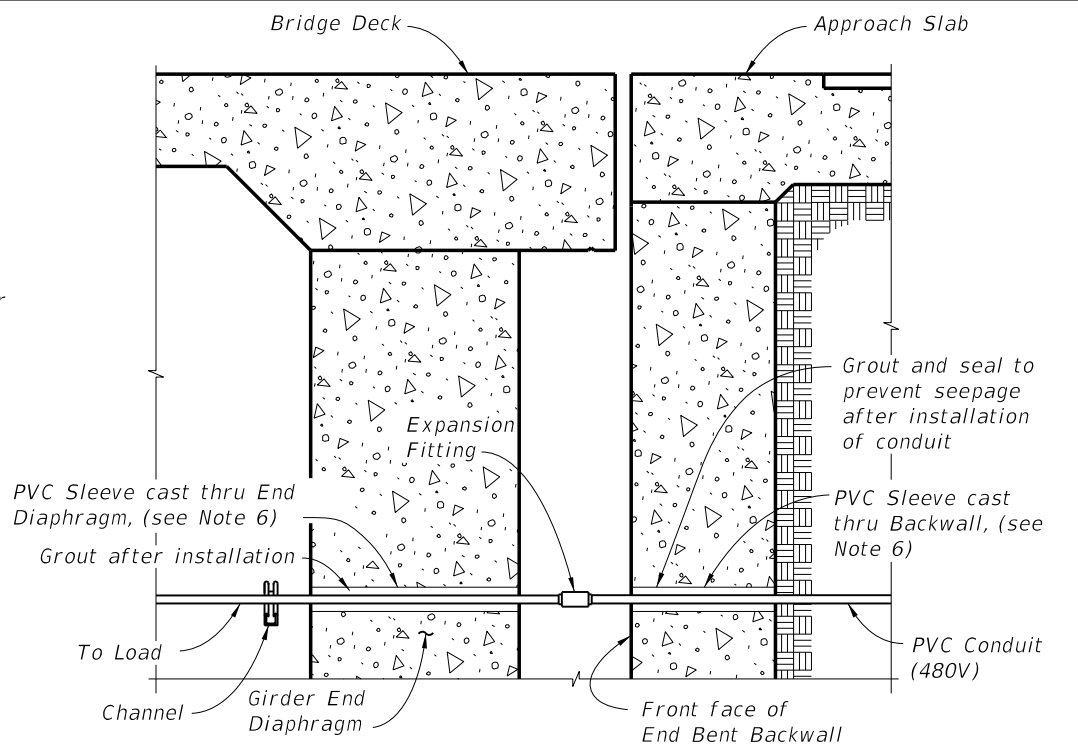 Bridge Deck
Approach Slab
r
Grout and seal to
prevent seepage
after installation
of conduit
Expansion
Fitting
PVC Sleeve cast thru End
Diaphragm, (see Note 6)
PVC Sleeve cast
thru Backwall, (see
Note 6)
Grout after installation
To Load
PVC Conduit
(480V)
Channel
Girder End
Diaphragm
Front face of
End Bent Backwall